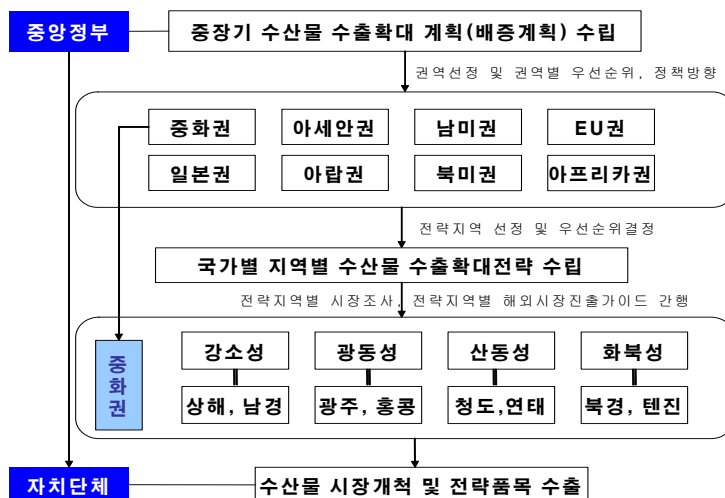 중앙정부
중장기 수산물 수출확대 계획(배증계획) 수립
권역선정 및 권역별 우선순위, 정책방향
중화권 아세안권 남미권 EU권
일본권 아랍권 북미권 아프리카권
전략지역 선정 및 우선순위결정
국가별 지역별 수산물 수출확대전략 수립
전략지역별 시장조사, 전략지역별 해외시장진출가이드 간행
중화권
강소성 광동성 산동성 화북성
상해, 남경 광주, 홍콩 청도,연태 북경, 텐진
자치단체
수산물 시장개척 및 전략품목 수출